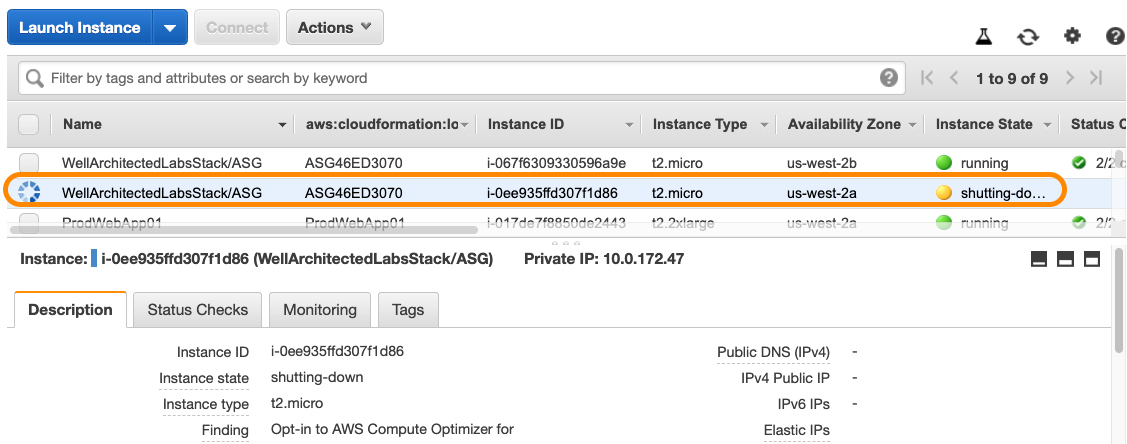 Launch Instance Connect Actions
Filter by tags and attributes or search by keyword ? 1 to 9 of 9
Name aws:cloudformation:lo Instance ID Instance Type Availability Zone Instance State Status C
WellArchitectedLabsStack/ASG ASG46ED3070 i-067f6309330596a9e t2.micro us-west-2b running 2/2
WellArchitectedLabsStack/ASG ASG46ED3070 i-0ee935ffd307f1d86 t2.micro us-west-2a shutting-do...
ProdWebApp01 ProdWebApp01 i-017de7f8850de2443 t2.2xlarge us-west-2a running 2/2
Instance: i-0ee935ffd307f1d86 (WellArchitectedLabsStack/ASG) Private IP: 10.0.172.47
Description Status Checks Monitoring Tags
Instance ID i-0ee935ffd307f1d86 Public DNS (IPv4) -
Instance state shutting-down IPv4 Public IP -
Instance type t2.micro IPv6 IPs -
Finding Opt-in to AWS Compute Optimizer for Elastic IPs